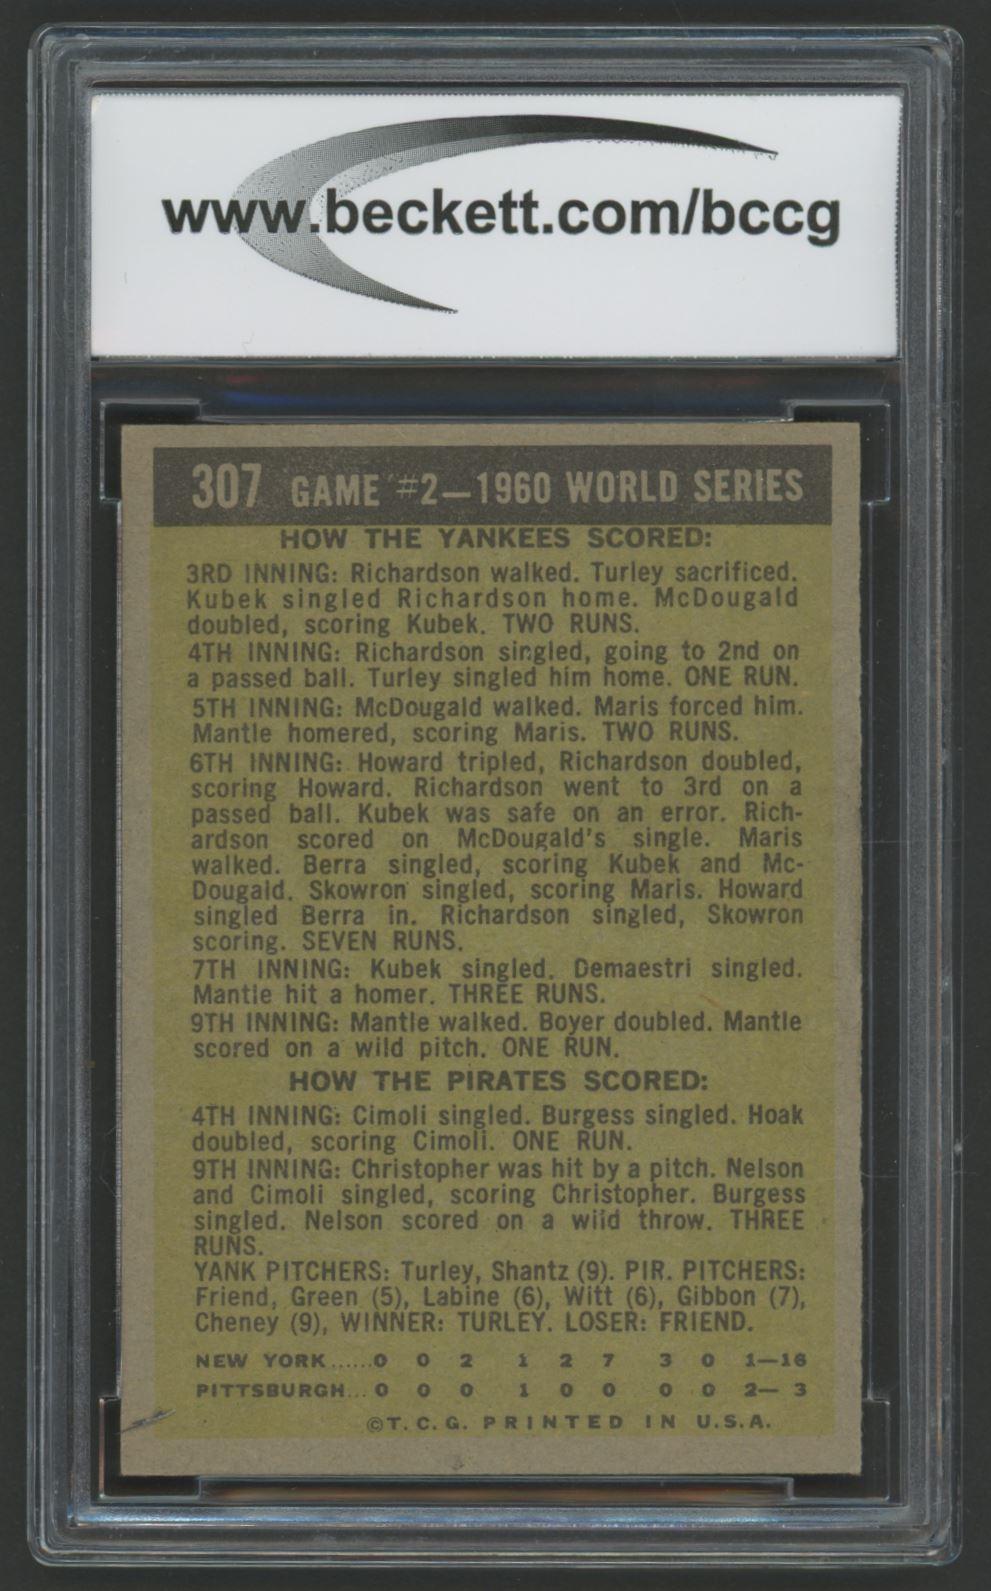 www.beckett.com/bccg
307 GAME #2—1960 WORLD SERIES
HOW THE YANKEES SCORED:
3RD INNING: Richardson walked. Turley sacrificed.
Kubek singled Richardson home. McDougald
doubled, scoring Kubek. TWO RUNS.
4TH INNING: Richardson singled, going to 2nd on
a passed ball. Turley singled him home. ONE RUN.
5TH INNING: McDougald walked. Maris forced him.
Mantle homered, scoring Maris. TWO RUNS.
6TH INNING: Howard tripled, Richardson doubled,
scoring Howard. Richardson went to 3rd on a
passed ball. Kubek was safe on an error. Rich-
ardson scored on McDougald's single. Maris
walked. Berra singled, scoring Kubek and Mc-
Dougald. Skowron singled, scoring Maris. Howard
singled Berra in. Richardson singled, Skowron
scoring. SEVEN RUNS.
7TH INNING: Kubek singled. Demaestri singled.
Mantle hit a homer. THREE RUNS.
9TH INNING: Mantle walked. Boyer doubled. Mantle
scored on a wild pitch. ONE RUN.
HOW THE PIRATES SCORED:
4TH INNING: Cimoli singled. Burgess singled. Hoak
doubled, scoring Cimoli. ONE RUN.
9TH INNING: Christopher was hit by a pitch. Nelson
and Cimoli singled, scoring Christopher. Burgess
singled. Nelson scored on a wild throw. THREE
RUNS.
YANK PITCHERS: Turley, Shantz (9). PIR. PITCHERS:
Friend, Green (5), Labine (6), Witt (6), Gibbon (7),
Cheney (9), WINNER: TURLEY. LOSER: FRIEND.
NEW YORK......0 0 2 1 2 7 3 0 1—16
PITTSBURGH...0 0 0 1 0 0 0 0 2— 3
©T.C.G. PRINTED IN U.S.A.